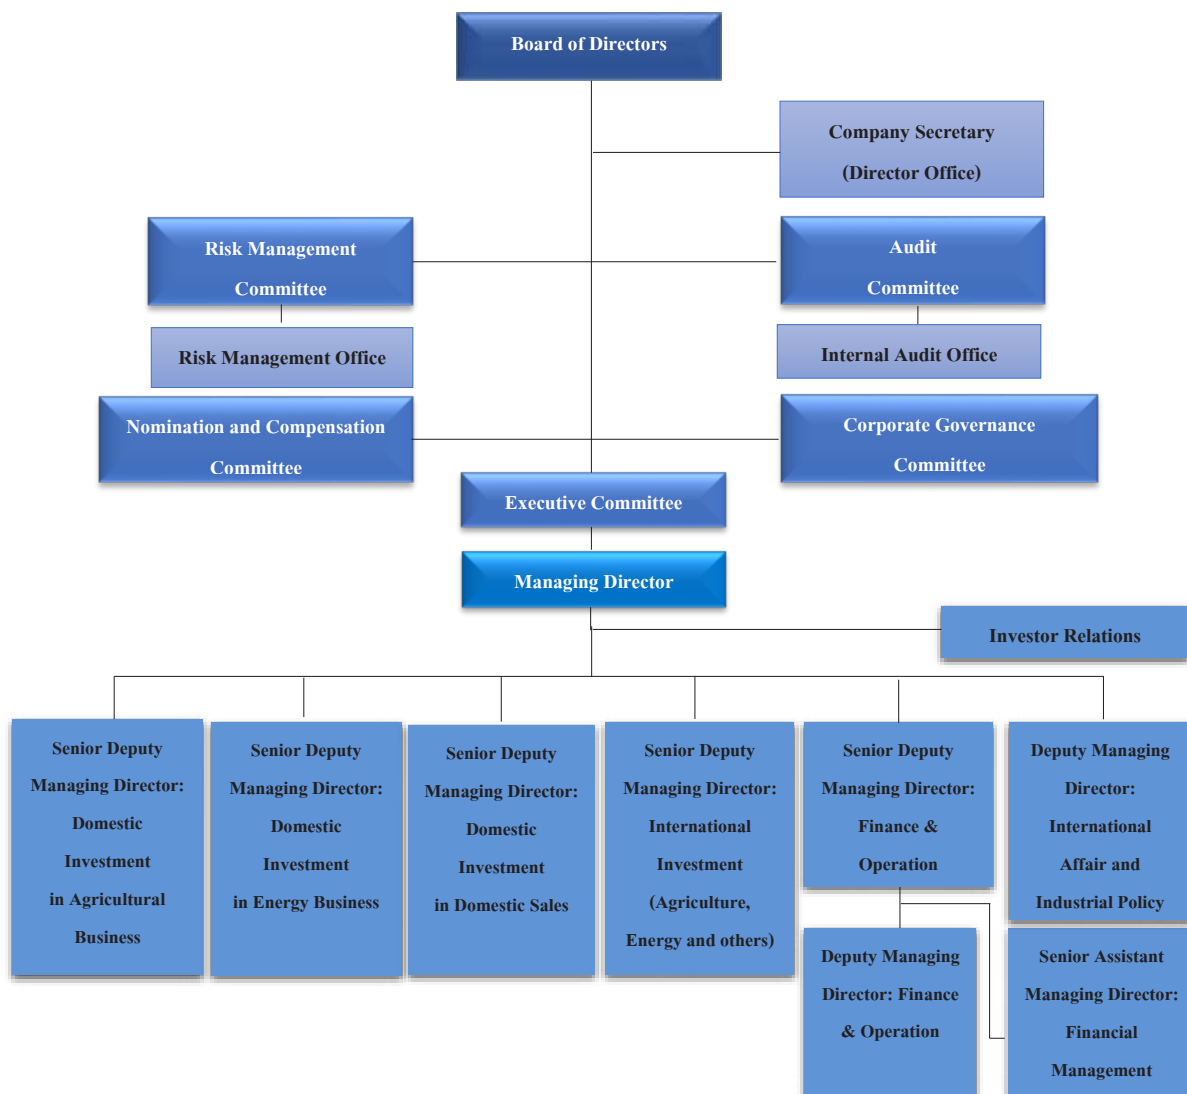 Board of Directors
Company Secretary
(Director Office)
Risk Management
Committee
Audit
Committee
Risk Management Office
Internal Audit Office
Nomination and Compensation
Committee
Corporate Governance
Committee
Executive Committee
Managing Director
Investor Relations
Senior Deputy
Managing Director:
Domestic
Investment
in Agricultural
Business
Senior Deputy
Managing Director:
Domestic
Investment
in Energy Business
Senior Deputy
Managing Director:
Domestic
Investment
in Domestic Sales
Senior Deputy
Managing Director:
International
Investment
(Agriculture,
Energy and others)
Senior Deputy
Managing Director:
Finance &
Operation
Deputy Managing
Director:
International
Affair and
Industrial Policy
Deputy Managing
Director: Finance
& Operation
Senior Assistant
Managing Director:
Financial
Management